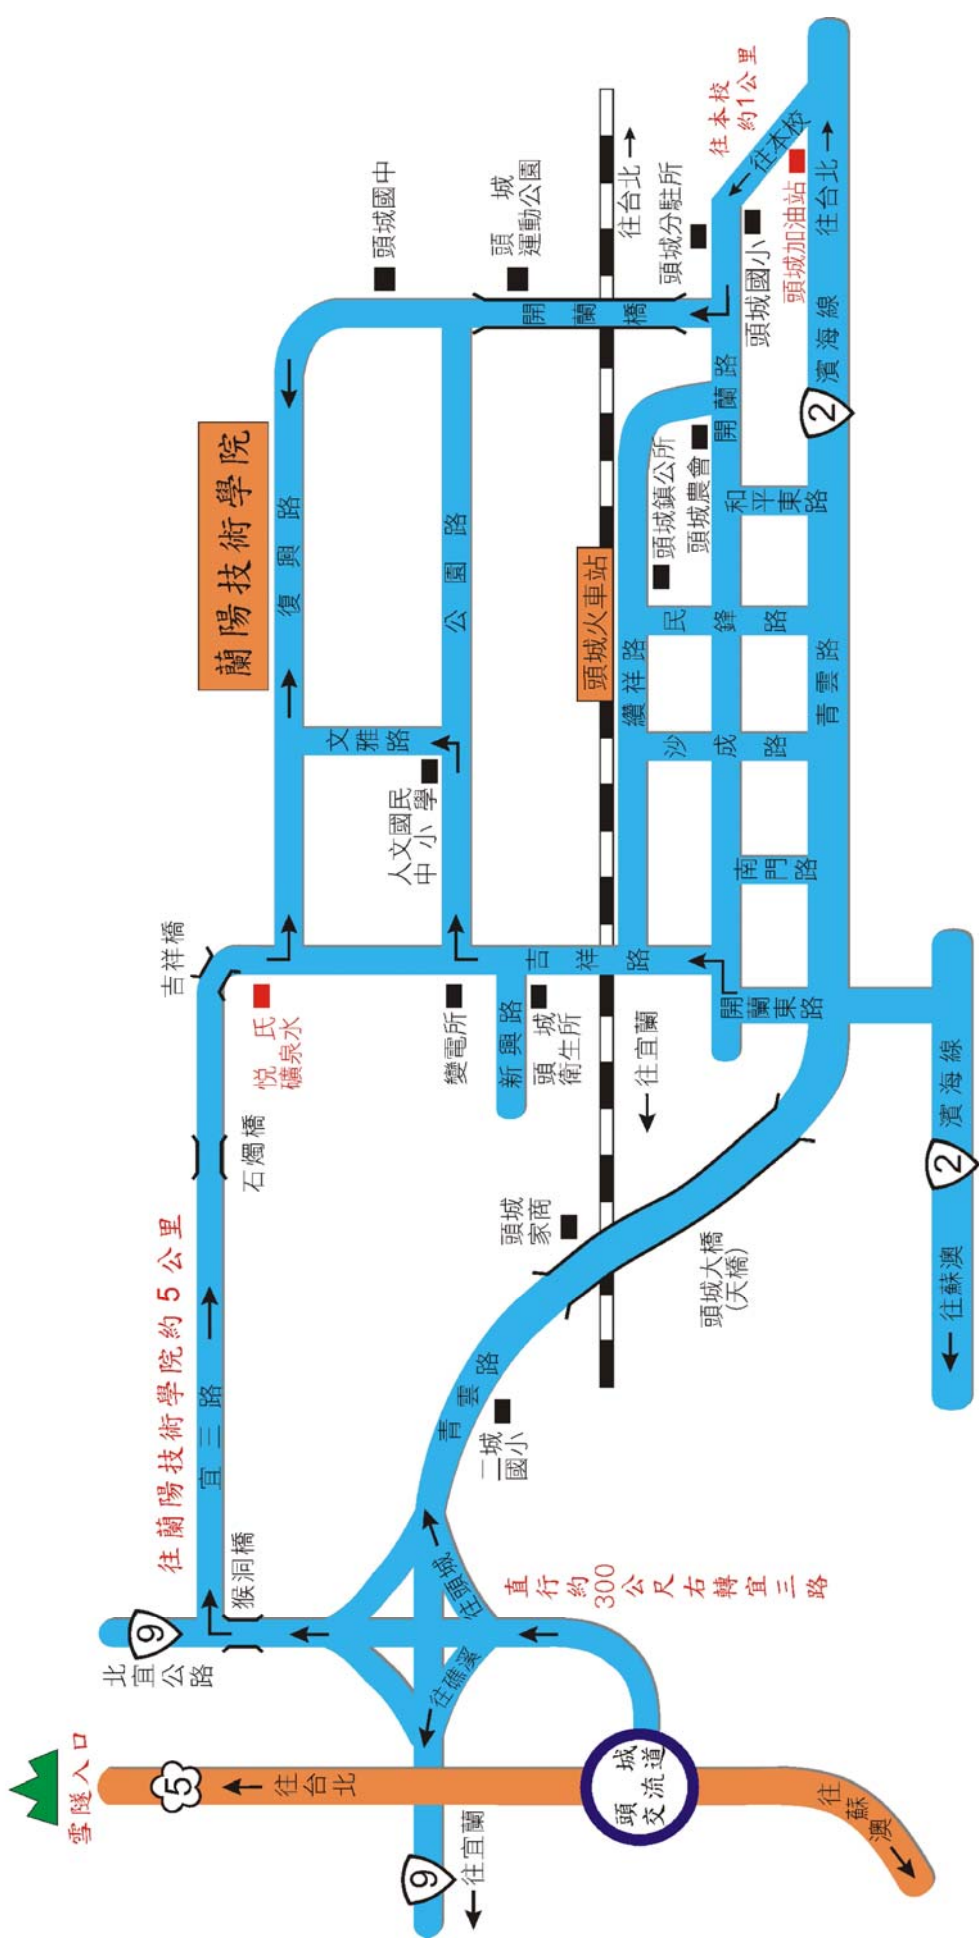 雪隧入口
5
往台北
頭城
交流道
往蘇澳
9
往宜蘭
9
北宜公路
猴洞橋
往礁溪
往頭城
直行約
300公尺右轉宜三路
往蘭陽技術學院約5公里
宜三路
石燭橋
吉祥橋
悅氏
礦泉水
變電所
新興路
頭城
衛生所
吉祥路
往宜蘭
二城
國小
青雲路
頭城
家商
頭城大橋
(天橋)
往蘇澳
2
濱海線
開蘭東路
南門路
沙成路
民鋒路
和平東路
青雲路
纘祥路
頭城火車站
頭城鎮公所
頭城農會
開蘭路
人文國民
中小學
文雅路
公園路
復興路
蘭陽技術學院
頭城國中
頭城
運動公園
開蘭橋
往台北
頭城分駐所
頭城國小
往本校
約1公里
往本校
頭城加油站
2
濱海線
往台北